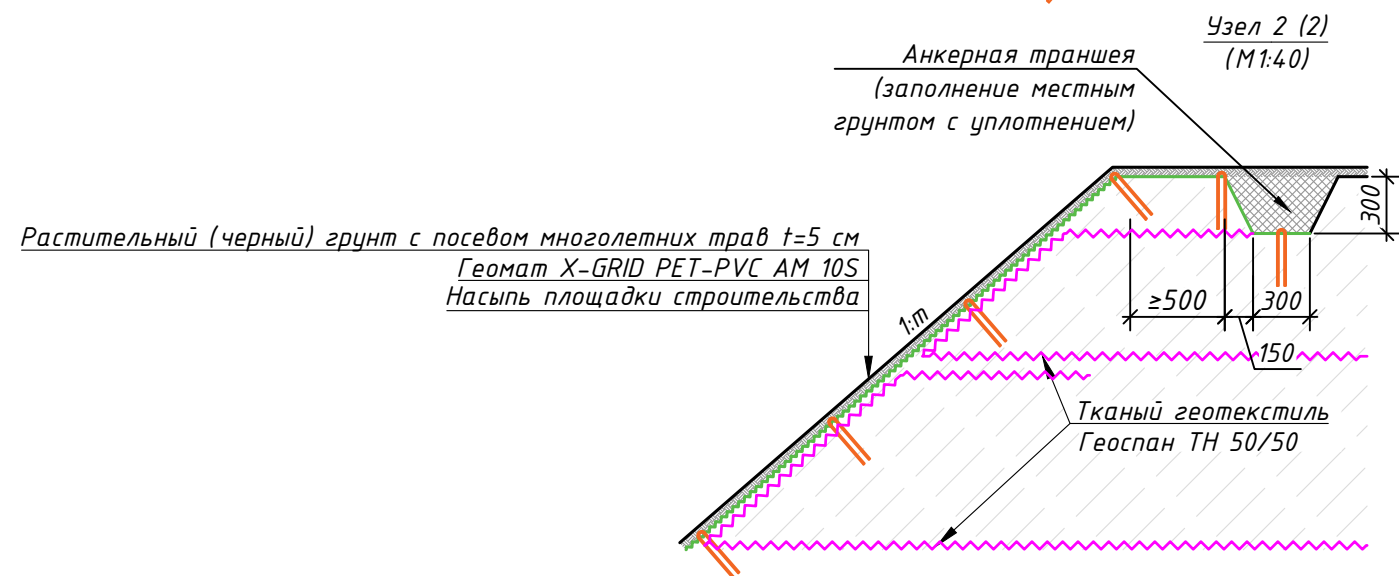 Узел 2 (2)
(М1:40)
Анкерная траншея
(заполнение местным
грунтом с уплотнением)
Растительный (черный) грунт с посевом многолетних трав t=5 см
Геомат X-GRID PET-PVC AM 10S
Насыпь площадки строительства
1:m
300
≥500
300
150
Тканый геотекстиль
Геоспан ТН 50/50